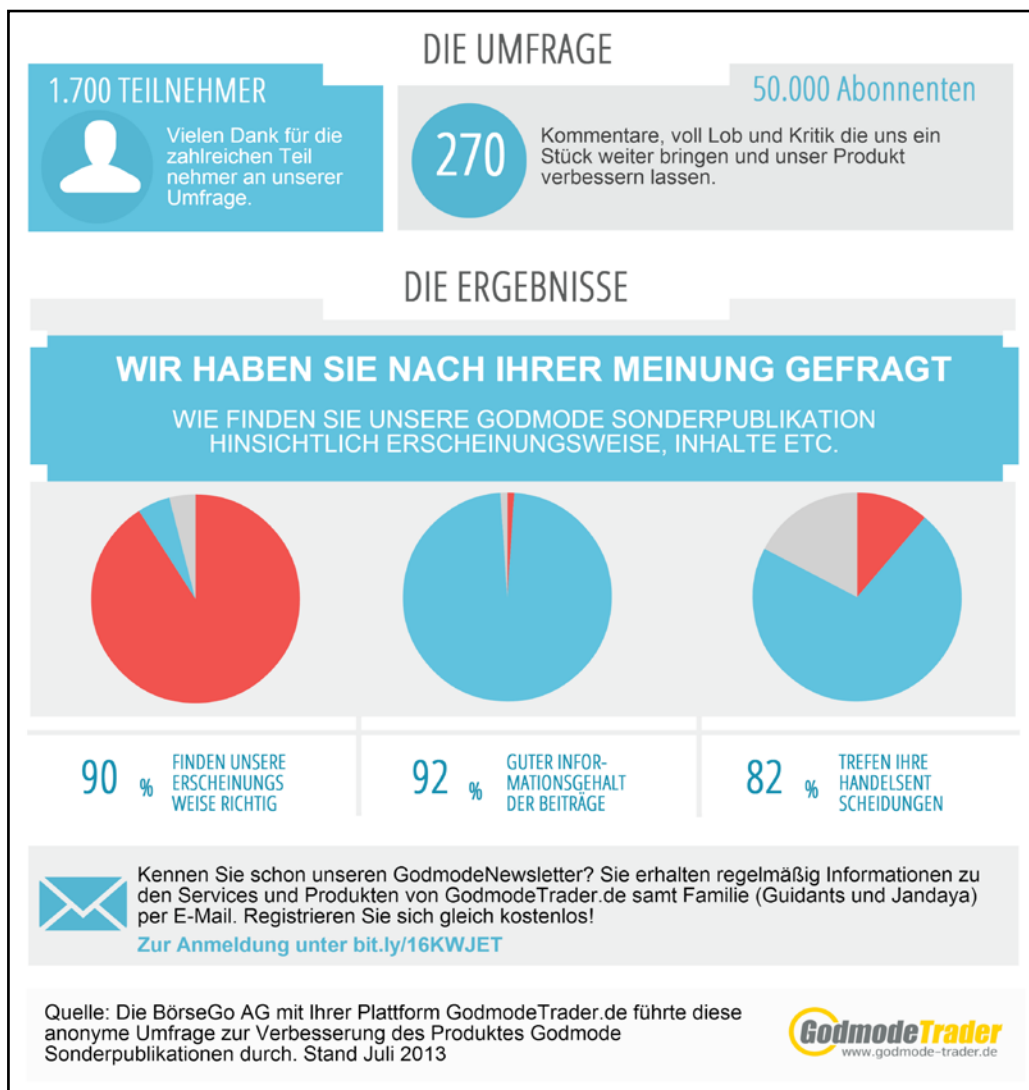 DIE UMFRAGE
1.700 TEILNEHMER
Vielen Dank für die
zahlreichen Teil
nehmer an unserer
Umfrage.
50.000 Abonnenten
270
Kommentare, voll Lob und Kritik die uns ein
Stück weiter bringen und unser Produkt
verbessern lassen.
DIE ERGEBNISSE
WIR HABEN SIE NACH IHRER MEINUNG GEFRAGT
WIE FINDEN SIE UNSERE GODMODE SONDERPUBLIKATION
HINSICHTLICH ERSCHEINUNGSWEISE, INHALTE ETC.
90 %
FINDEN UNSERE
ERSCHEINUNGS
WEISE RICHTIG
92 %
GUTER INFOR-
MATIONSGEHALT
DER BEITRÄGE
82 %
TREFEN IHRE
HANDELSENT
SCHEIDUNGEN
Kennen Sie schon unseren GodmodeNewsletter? Sie erhalten regelmäßig Informationen zu
den Services und Produkten von GodmodeTrader.de samt Familie (Guidants und Jandaya)
per E-Mail. Registrieren Sie sich gleich kostenlos!
Zur Anmeldung unter bit.ly/16KWJET
Quelle: Die BörseGo AG mit Ihrer Plattform GodmodeTrader.de führte diese
anonyme Umfrage zur Verbesserung des Produktes Godmode
Sonderpublikationen durch. Stand Juli 2013
GodmodeTrader
www.godmode-trader.de